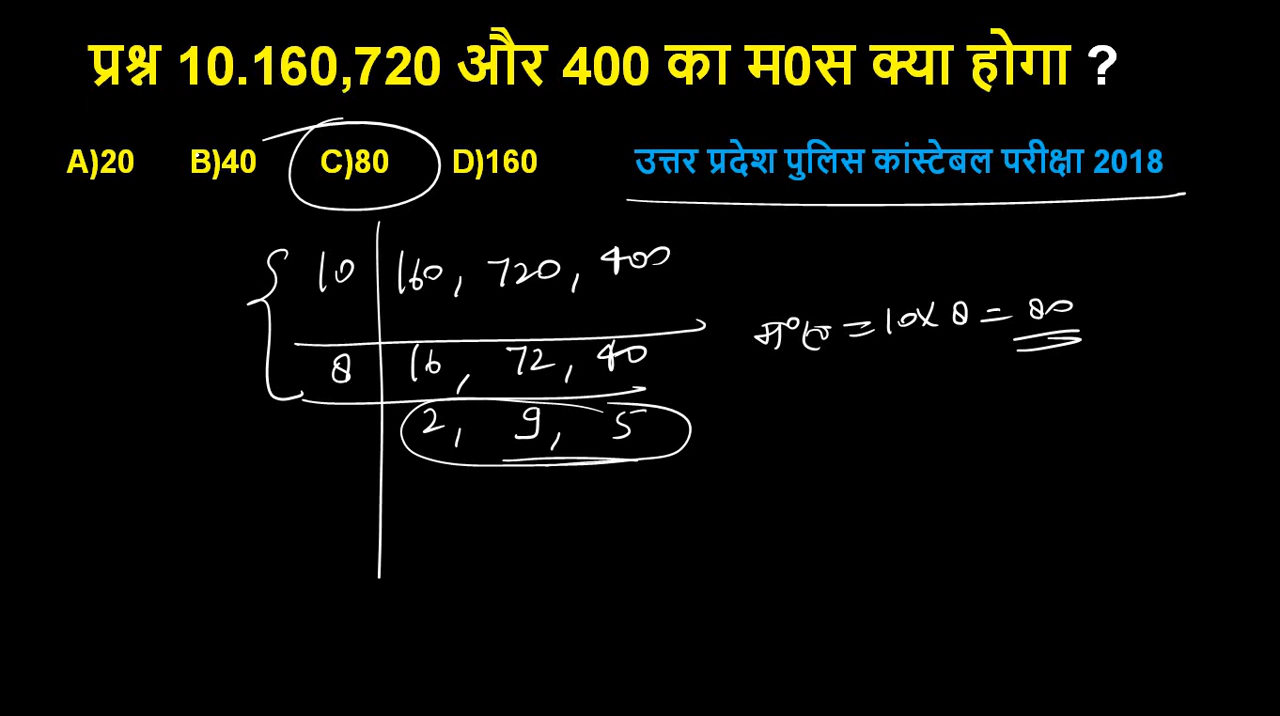 प्रश्न 10.160,720 और 400 का म0स क्या होगा ?
A)20 B)40 C)80 D)160 उत्तर प्रदेश पुलिस कांस्टेबल परीक्षा 2018
10 160, 720, 400
8 16, 72, 40
2, 9, 5
म०स = 10x 8 = 80